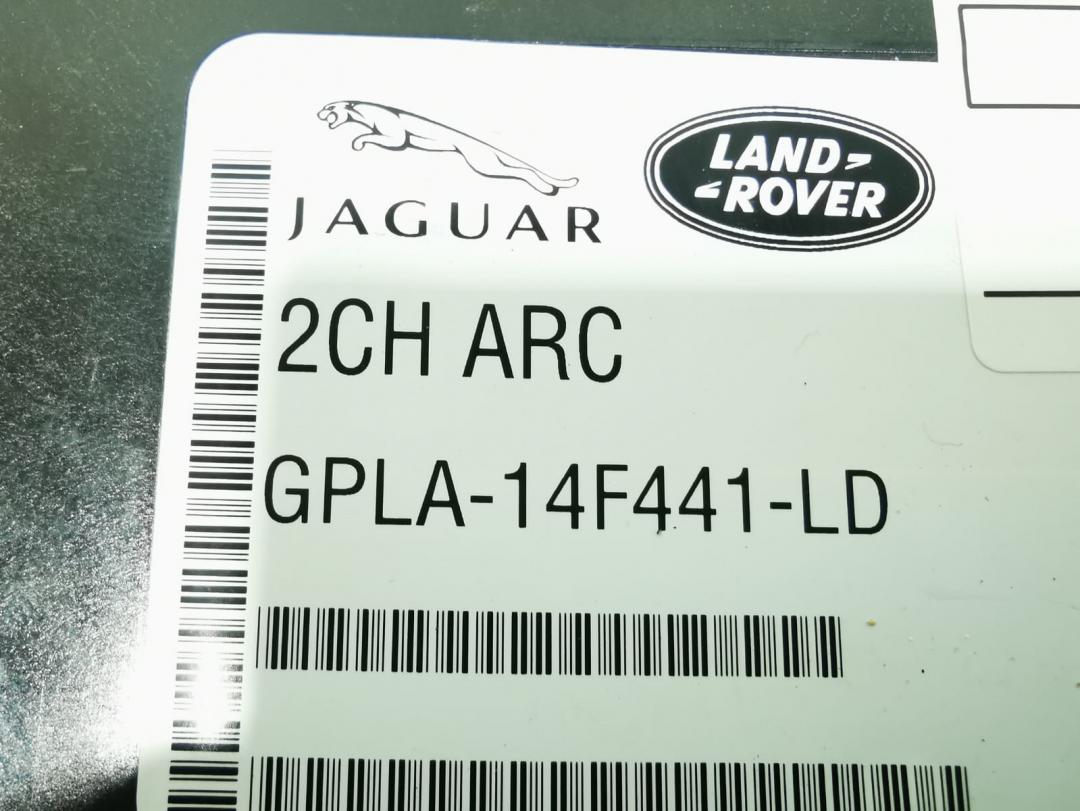 JAGUAR
LAND
ROVER
2CH ARC
GPLA-14F441-LD